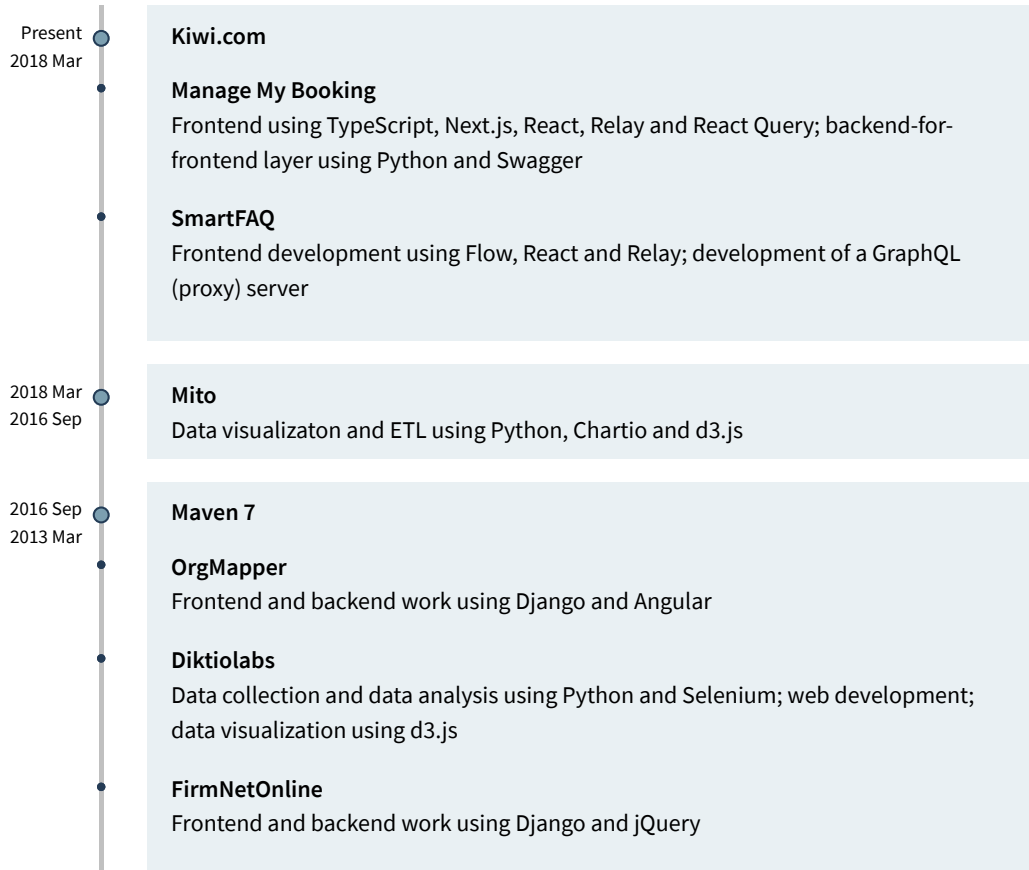 Present
2018 Mar
Kiwi.com
Manage My Booking
Frontend using TypeScript, Next.js, React, Relay and React Query; backend-for-
frontend layer using Python and Swagger
SmartFAQ
Frontend development using Flow, React and Relay; development of a GraphQL
(proxy) server
2018 Mar
2016 Sep
Mito
Data visualizaton and ETL using Python, Chartio and d3.js
2016 Sep
2013 Mar
Maven 7
OrgMapper
Frontend and backend work using Django and Angular
Diktiolabs
Data collection and data analysis using Python and Selenium; web development;
data visualization using d3.js
FirmNetOnline
Frontend and backend work using Django and jQuery